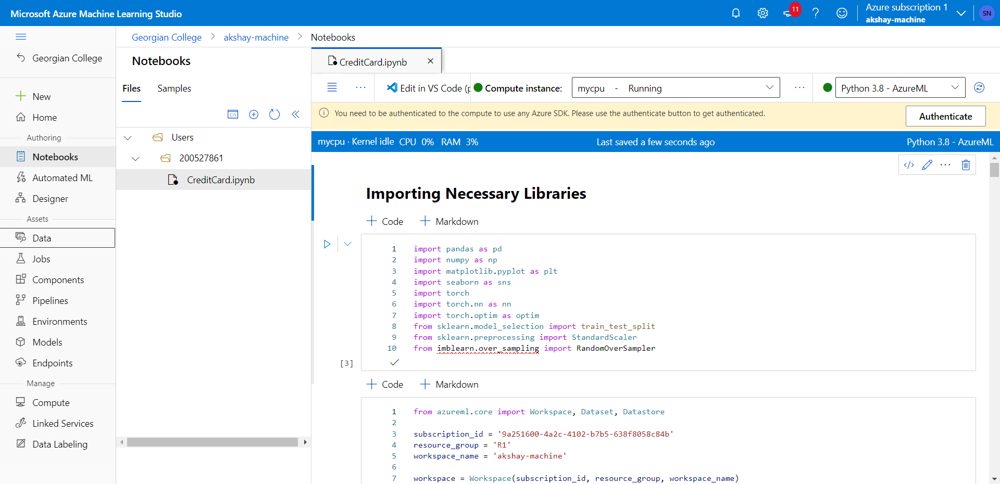 Microsoft Azure Machine Learning Studio
11
Azure subscription 1
akshay-machine
SN
Georgian College
New
Home
Authoring
Notebooks
Automated ML
Designer
Assets
Data
Jobs
Components
Pipelines
Environments
Models
Endpoints
Manage
Compute
Linked Services
Data Labeling
Georgian College > akshay-machine > Notebooks
Notebooks
Files Samples
Users
200527861
CreditCard.ipynb
CreditCard.ipynb
Edit in VS Code (p
Compute instance:
mycpu - Running
Python 3.8 - AzureML
You need to be authenticated to the compute to use any Azure SDK. Please use the authenticate button to get authenticated.
Authenticate
mycpu · Kernel idle CPU 0% RAM 3%
Last saved a few seconds ago
Python 3.8 - AzureML
Importing Necessary Libraries
+ Code + Markdown
1 import pandas as pd
2 import numpy as np
3 import matplotlib.pyplot as plt
4 import seaborn as sns
5 import torch
6 import torch.nn as nn
7 import torch.optim as optim
8 from sklearn.model_selection import train_test_split
9 from sklearn.preprocessing import StandardScaler
10 from imblearn.over_sampling import RandomOverSampler
[3]
+ Code + Markdown
1 from azureml.core import Workspace, Dataset, Datastore
2
3 subscription_id = '9a251600-4a2c-4102-b7b5-638f8058c84b'
4 resource_group = 'R1'
5 workspace_name = 'akshay-machine'
6
7 workspace = Workspace(subscription_id, resource_group, workspace_name)